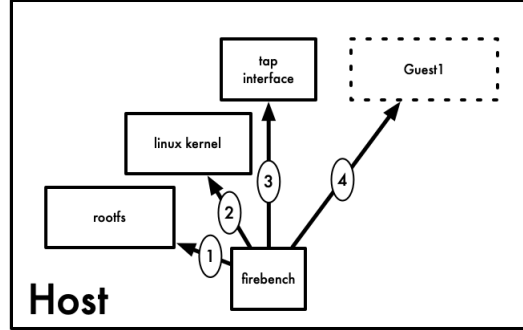 tap
interface
Guest1
linux kernel
3
4
rootfs
2
1
firebench
Host